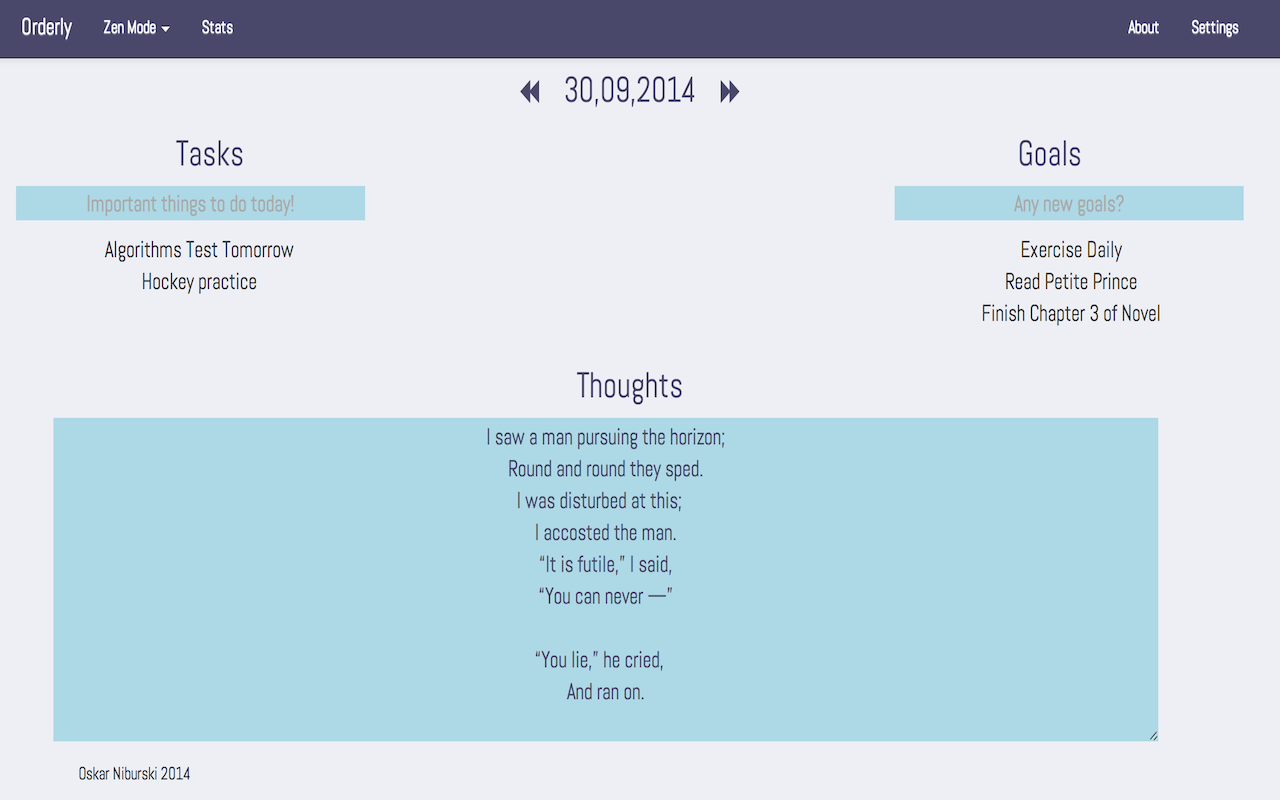 Orderly Zen Mode Stats About Settings
30,09,2014
Tasks
Important things to do today!
Algorithms Test Tomorrow
Hockey practice
Goals
Any new goals?
Exercise Daily
Read Petite Prince
Finish Chapter 3 of Novel
Thoughts
I saw a man pursuing the horizon;
Round and round they sped.
I was disturbed at this;
I accosted the man.
“It is futile,” I said,
“You can never —”
“You lie,” he cried,
And ran on.
Oskar Niburski 2014